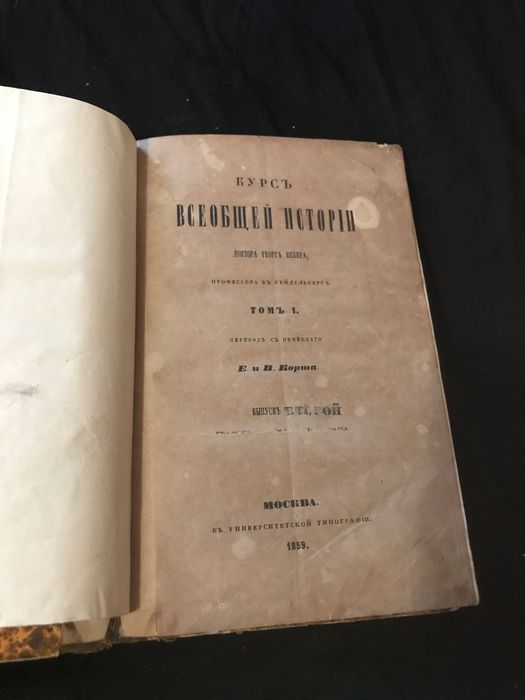 КУРСЪ
ВСЕОБЩЕЙ ИСТОРІИ
ДОКТОРА ГЕОРГА ВЕБЕРА,
ПРОФЕССОРА ВЪ ГЕЙДЕЛЬБЕРГѢ
ТОМЪ I.
ПЕРЕВОДЪ СЪ НѢМЕЦКАГО
Е. и В. Корша.
ВЫПУСКЪ ВТОРОЙ
МОСКВА.
ВЪ УНИВЕРСИТЕТСКОЙ ТИПОГРАФІИ.
1859.